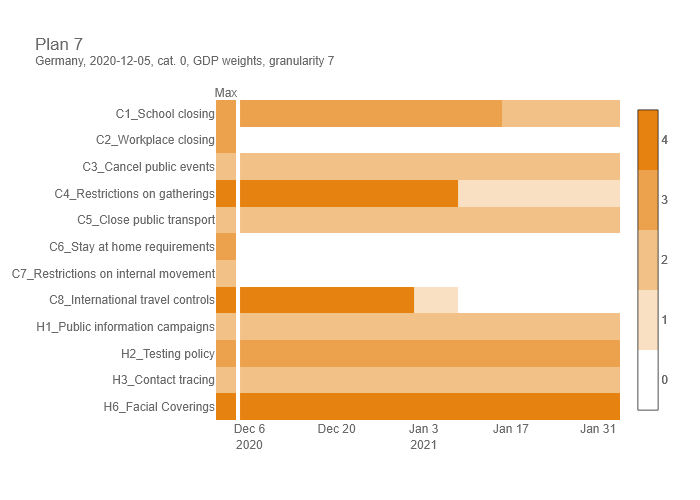 Plan 7
Germany, 2020-12-05, cat. 0, GDP weights, granularity 7
Max
C1_School closing
C2_Workplace closing
C3_Cancel public events
C4_Restrictions on gatherings
C5_Close public transport
C6_Stay at home requirements
C7_Restrictions on internal movement
C8_International travel controls
H1_Public information campaigns
H2_Testing policy
H3_Contact tracing
H6_Facial Coverings
Dec 6 Dec 20 Jan 3 Jan 17 Jan 31
2020 2021
4
3
2
1
0